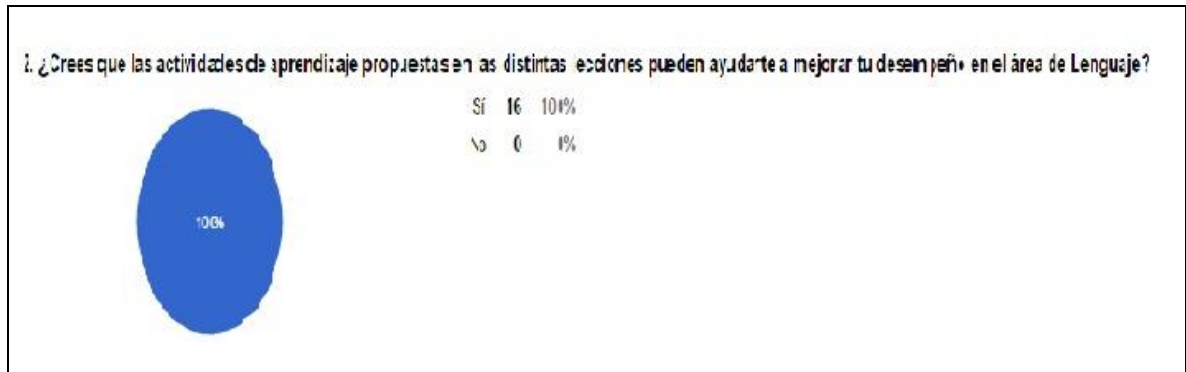 2. ¿Crees que las actividades de aprendizaje propuestas en las distintas lecciones pueden ayudarte a mejorar tu desempeño en el área de Lenguaje?
Sí 16 100%
No 0 0%
100%